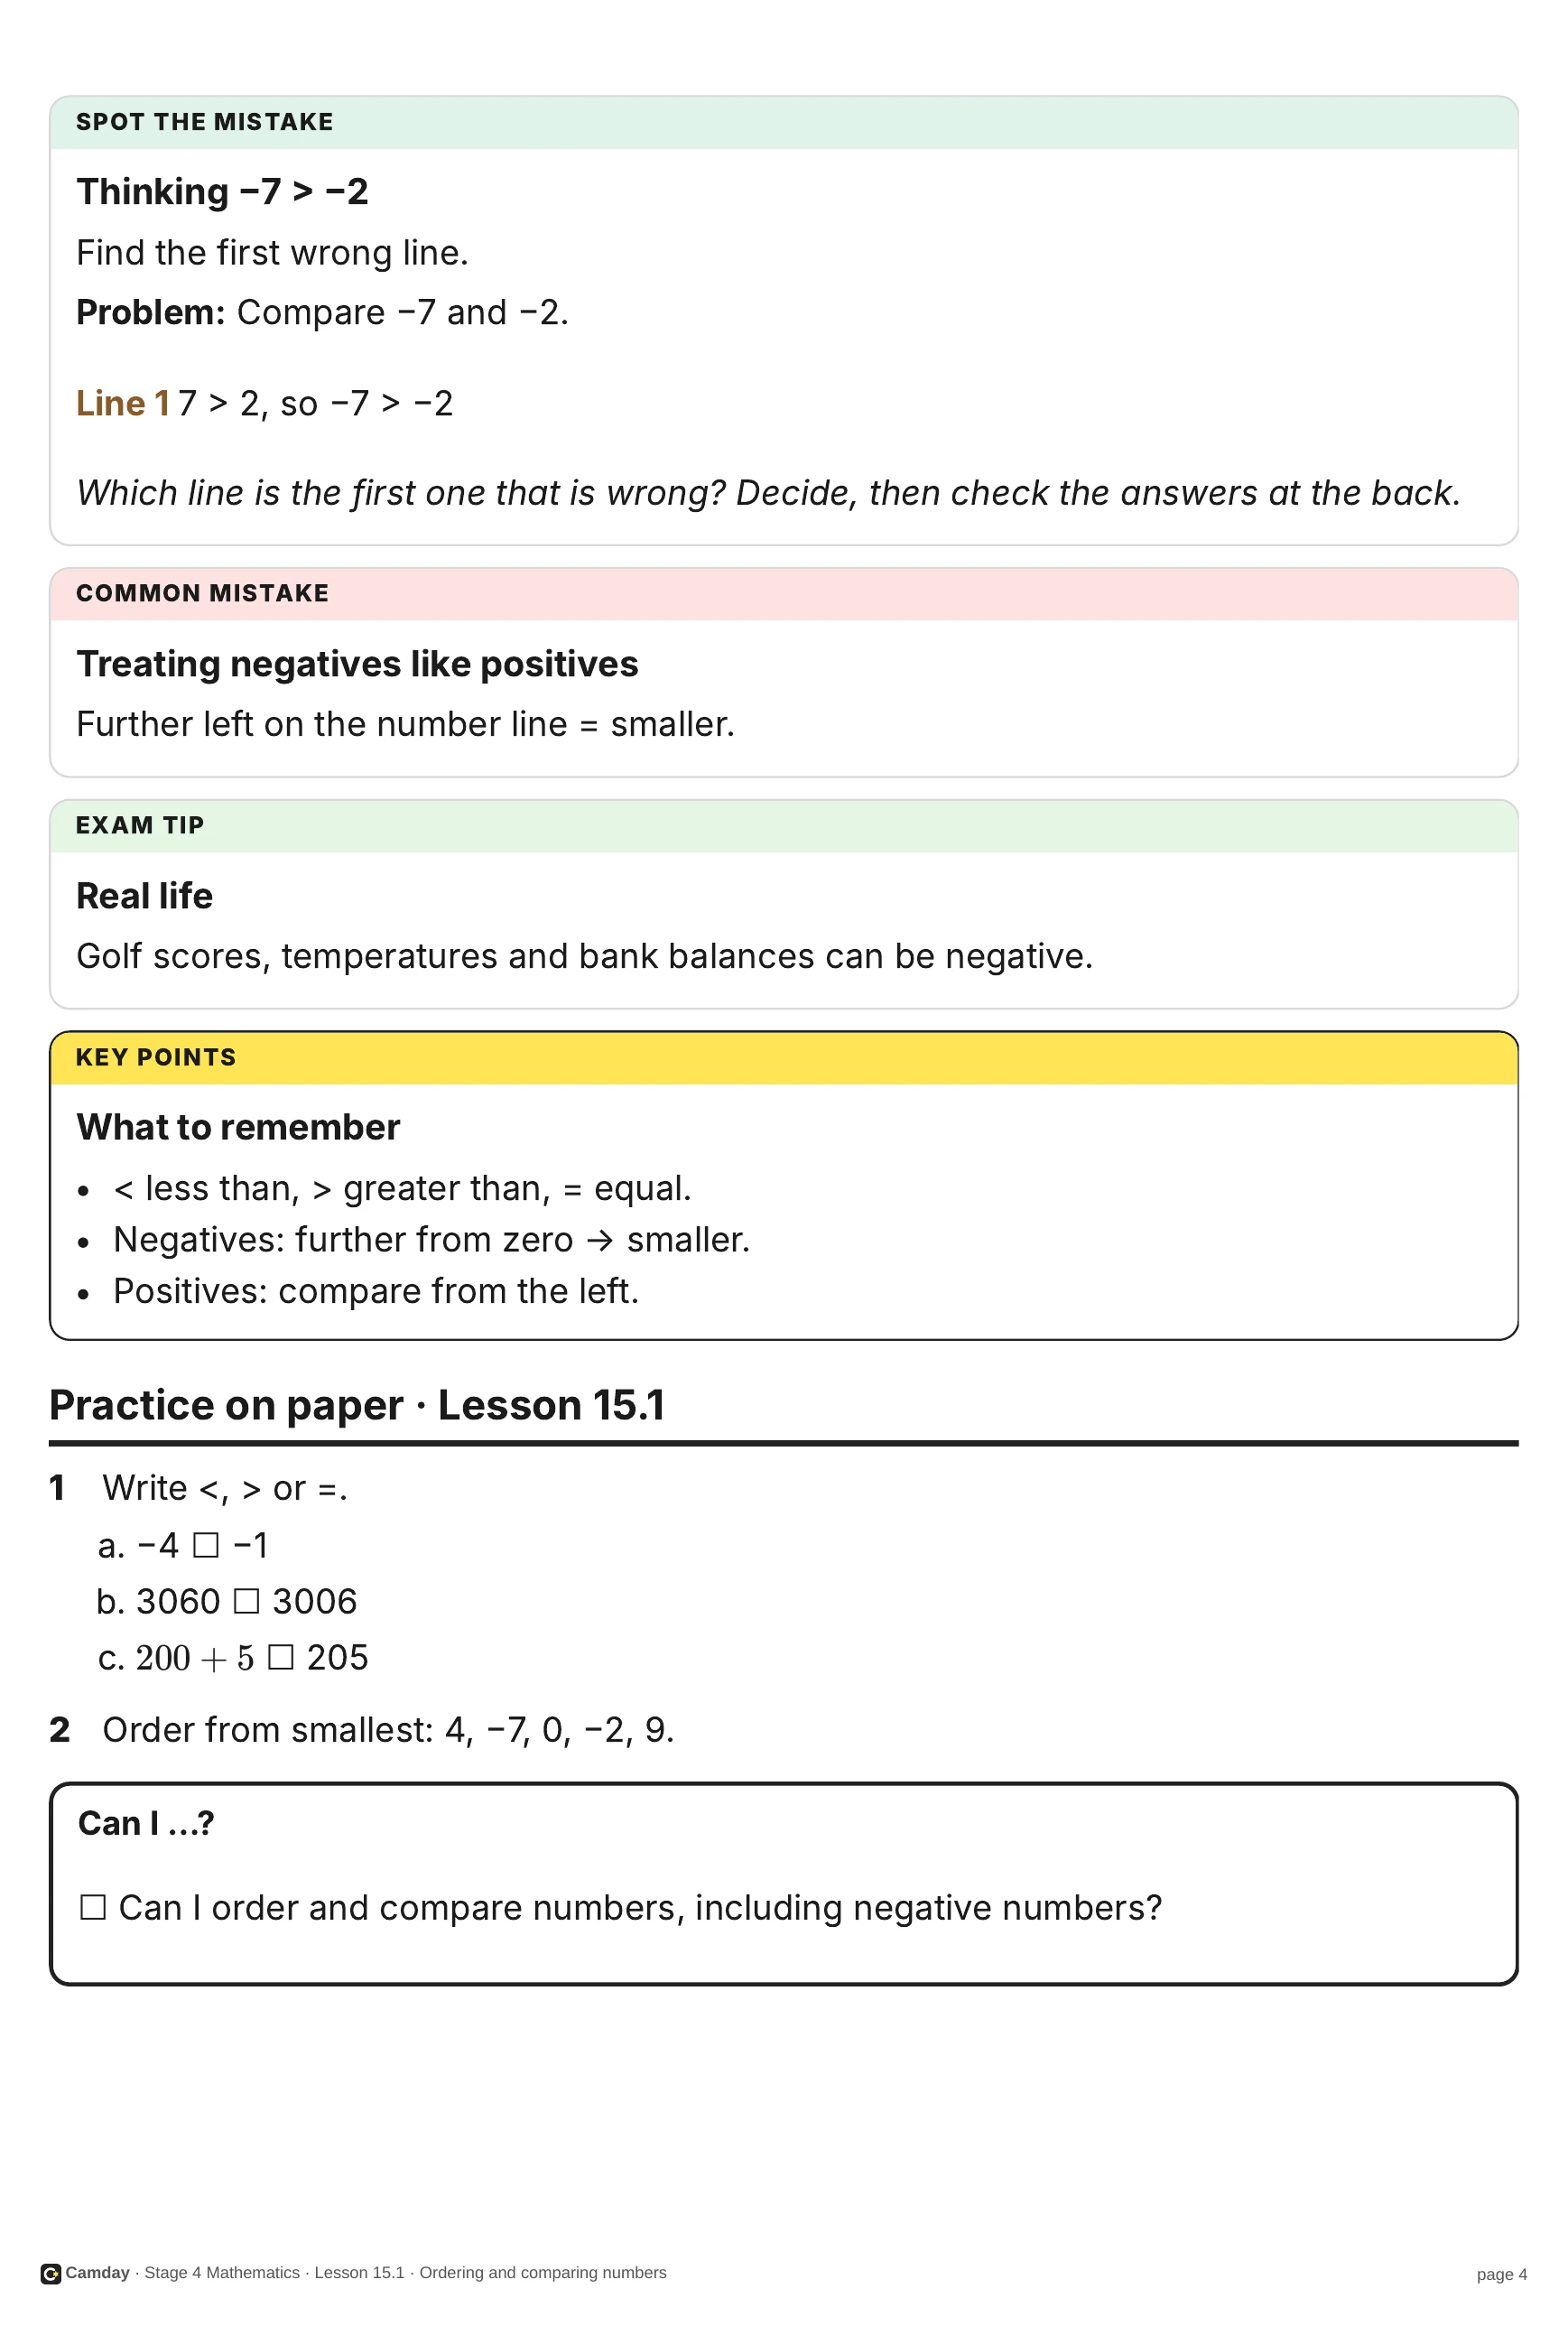 SPOT THE MISTAKE
Thinking −7 > −2
Find the first wrong line.
Problem: Compare −7 and −2.
Line 1 7 > 2, so −7 > −2
Which line is the first one that is wrong? Decide, then check the answers at the back.
COMMON MISTAKE
Treating negatives like positives
Further left on the number line = smaller.
EXAM TIP
Real life
Golf scores, temperatures and bank balances can be negative.
KEY POINTS
What to remember
• < less than, > greater than, = equal.
• Negatives: further from zero → smaller.
• Positives: compare from the left.
Practice on paper · Lesson 15.1
1 Write <, > or =.
a. −4 □ −1
b. 3060 □ 3006
c. 200 + 5 □ 205
2 Order from smallest: 4, −7, 0, −2, 9.
Can I …?
□ Can I order and compare numbers, including negative numbers?
Camday · Stage 4 Mathematics · Lesson 15.1 · Ordering and comparing numbers
page 4